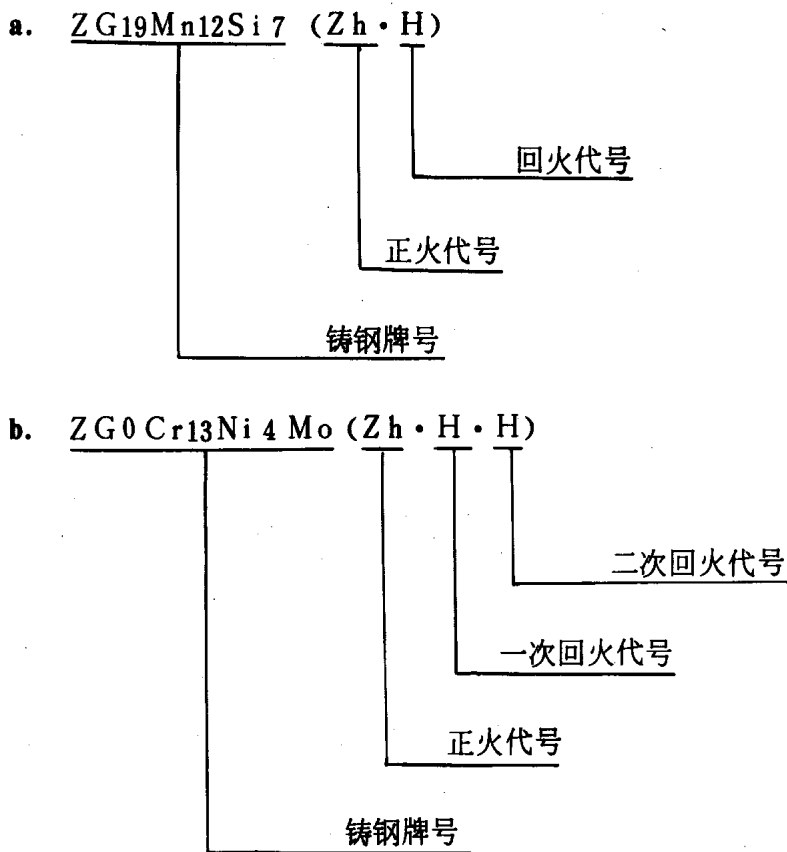 a. ZG19Mn12Si7 (Zh·H)
回火代号
正火代号
铸钢牌号
b. ZG0Cr13Ni4Mo(Zh·H·H)
二次回火代号
一次回火代号
正火代号
铸钢牌号